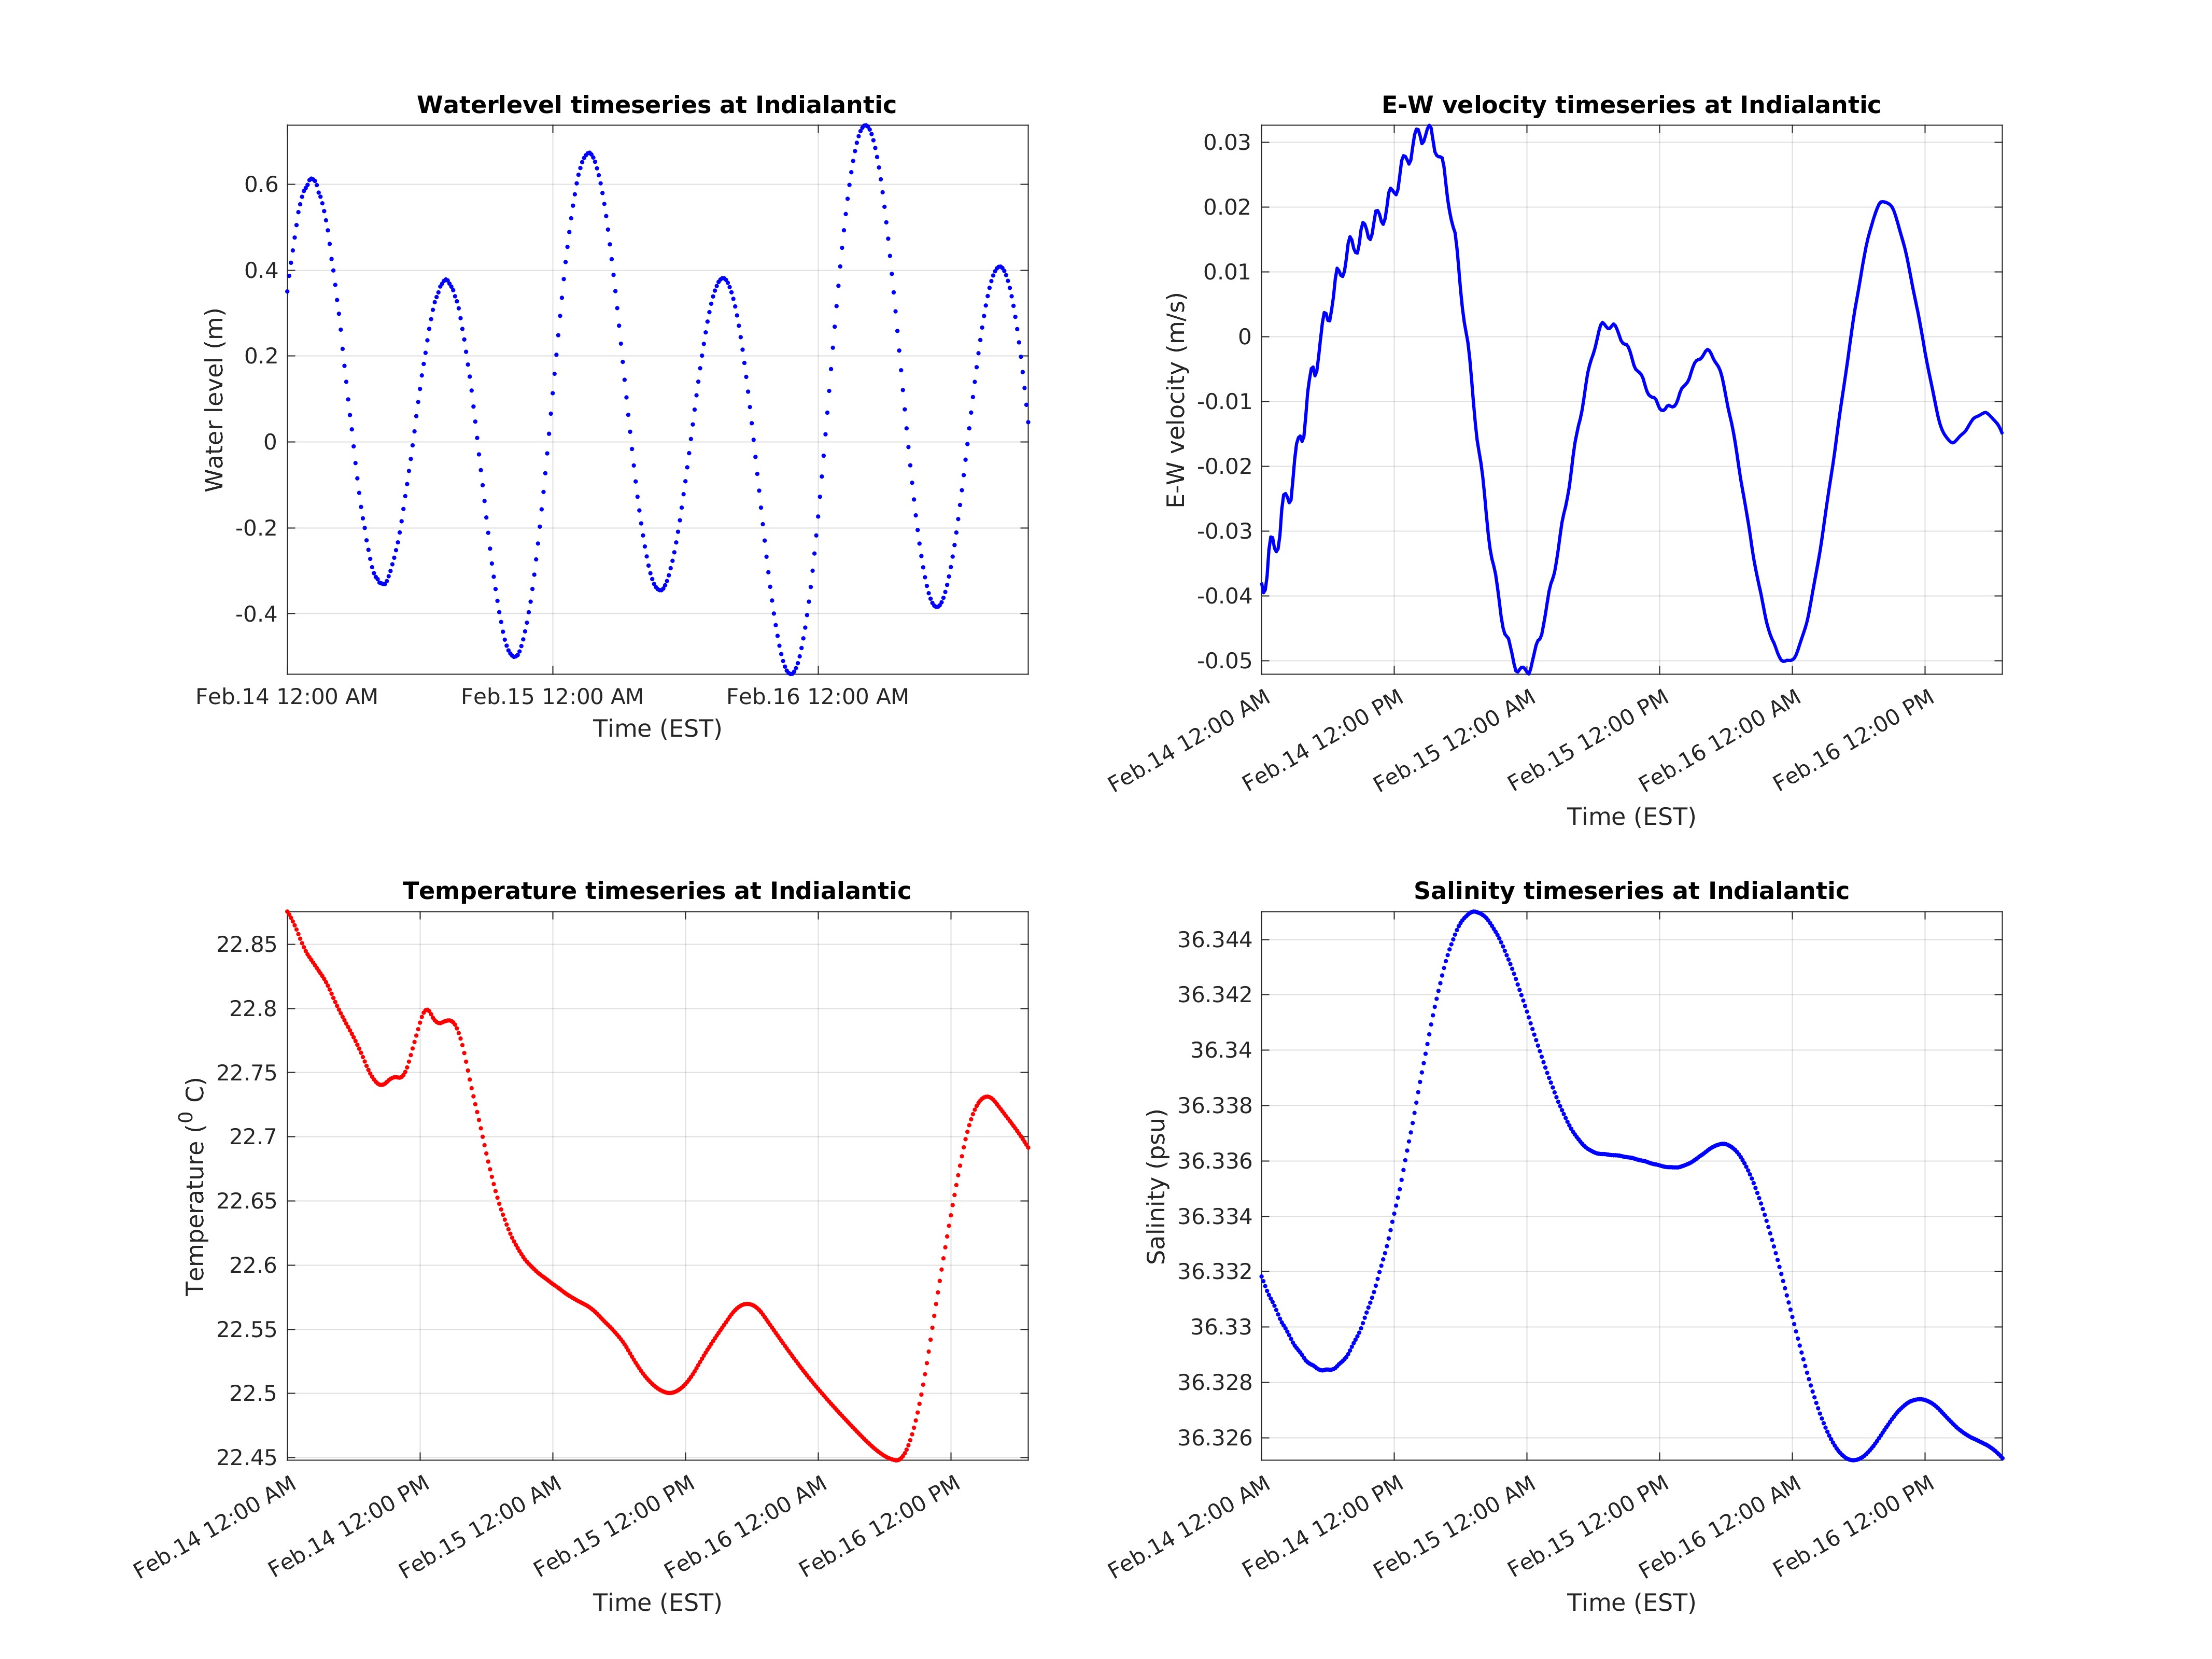 Waterlevel timeseries at Indialantic
0.6
0.4
0.2
0
-0.2
-0.4
Water level (m)
Feb.14 12:00 AM
Feb.15 12:00 AM
Feb.16 12:00 AM
Time (EST)
E-W velocity timeseries at Indialantic
0.03
0.02
0.01
0
-0.01
-0.02
-0.03
-0.04
-0.05
E-W velocity (m/s)
Feb.14 12:00 AM
Feb.14 12:00 PM
Feb.15 12:00 AM
Feb.15 12:00 PM
Feb.16 12:00 AM
Feb.16 12:00 PM
Time (EST)
Temperature timeseries at Indialantic
22.85
22.8
22.75
22.7
22.65
22.6
22.55
22.5
22.45
Temperature (⁰ C)
Feb.14 12:00 AM
Feb.14 12:00 PM
Feb.15 12:00 AM
Feb.15 12:00 PM
Feb.16 12:00 AM
Feb.16 12:00 PM
Time (EST)
Salinity timeseries at Indialantic
36.344
36.342
36.34
36.338
36.336
36.334
36.332
36.33
36.328
36.326
Salinity (psu)
Feb.14 12:00 AM
Feb.14 12:00 PM
Feb.15 12:00 AM
Feb.15 12:00 PM
Feb.16 12:00 AM
Feb.16 12:00 PM
Time (EST)